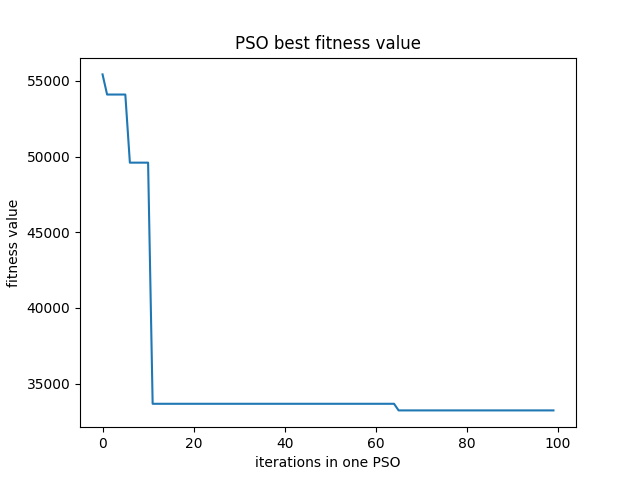 PSO best fitness value
fitness value
55000
50000
45000
40000
35000
0 20 40 60 80 100
iterations in one PSO